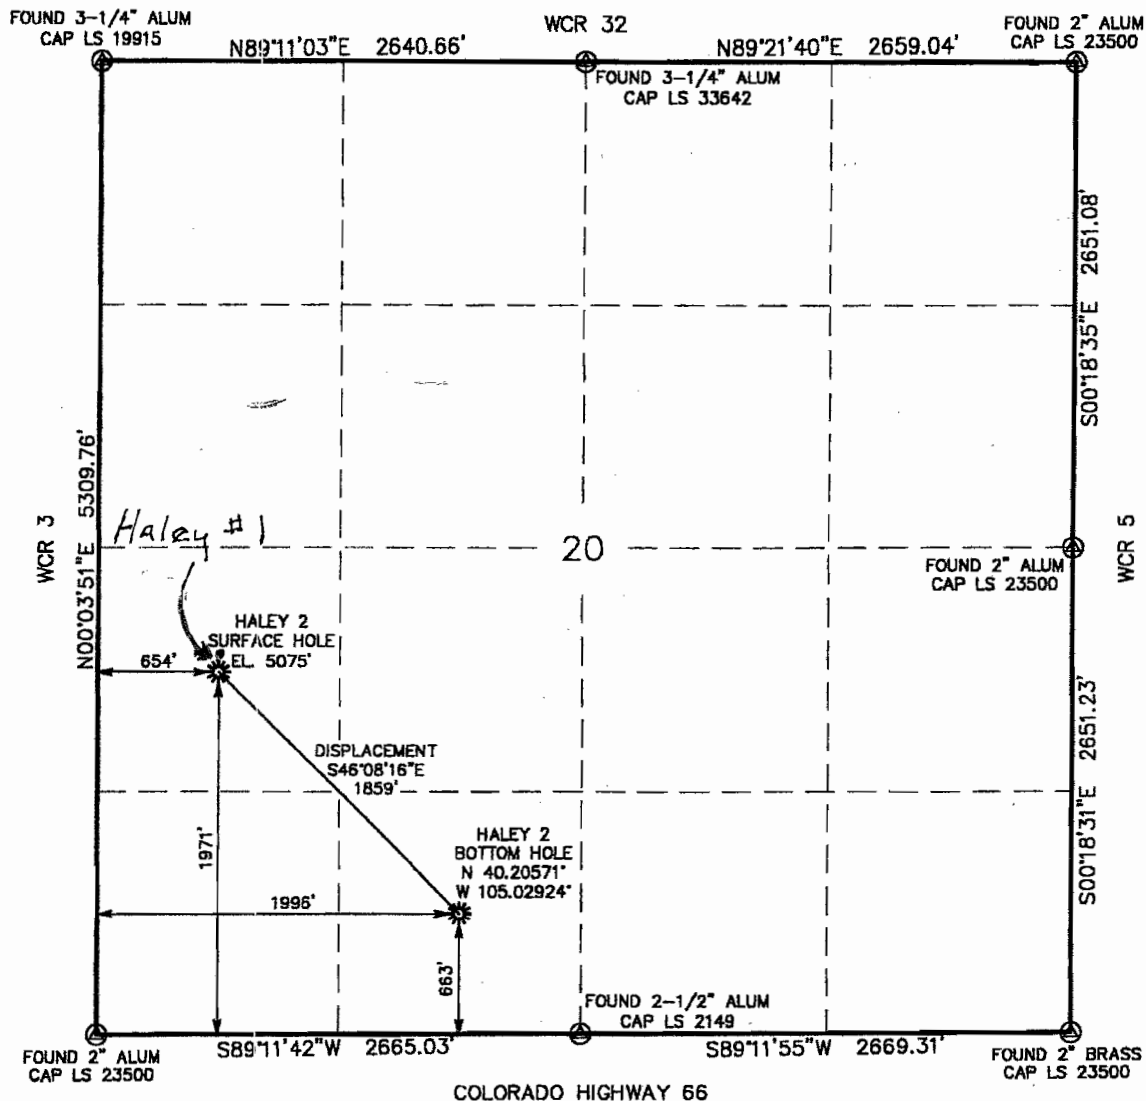 FOUND 3-1/4" ALUM
CAP LS 19915
WCR 32
FOUND 2" ALUM
CAP LS 23500
N89°11'03"E 2640.66'
N89°21'40"E 2659.04'
FOUND 3-1/4" ALUM
CAP LS 33642
S00°18'35"E 2651.08'
WCR 3
N00°03'51"E 5309.76'
Haley #1
20
FOUND 2" ALUM
CAP LS 23500
WCR 5
HALEY 2
SURFACE HOLE
EL. 5075'
654'
DISPLACEMENT
S46°08'16"E
1859'
1971'
HALEY 2
BOTTOM HOLE
N 40.20571°
W 105.02924°
1996'
663'
S00°18'31"E 2651.23'
FOUND 2-1/2" ALUM
CAP LS 2149
FOUND 2" ALUM
CAP LS 23500
S89°11'42"W 2665.03'
S89°11'55"W 2669.31'
FOUND 2" BRASS
CAP LS 23500
COLORADO HIGHWAY 66